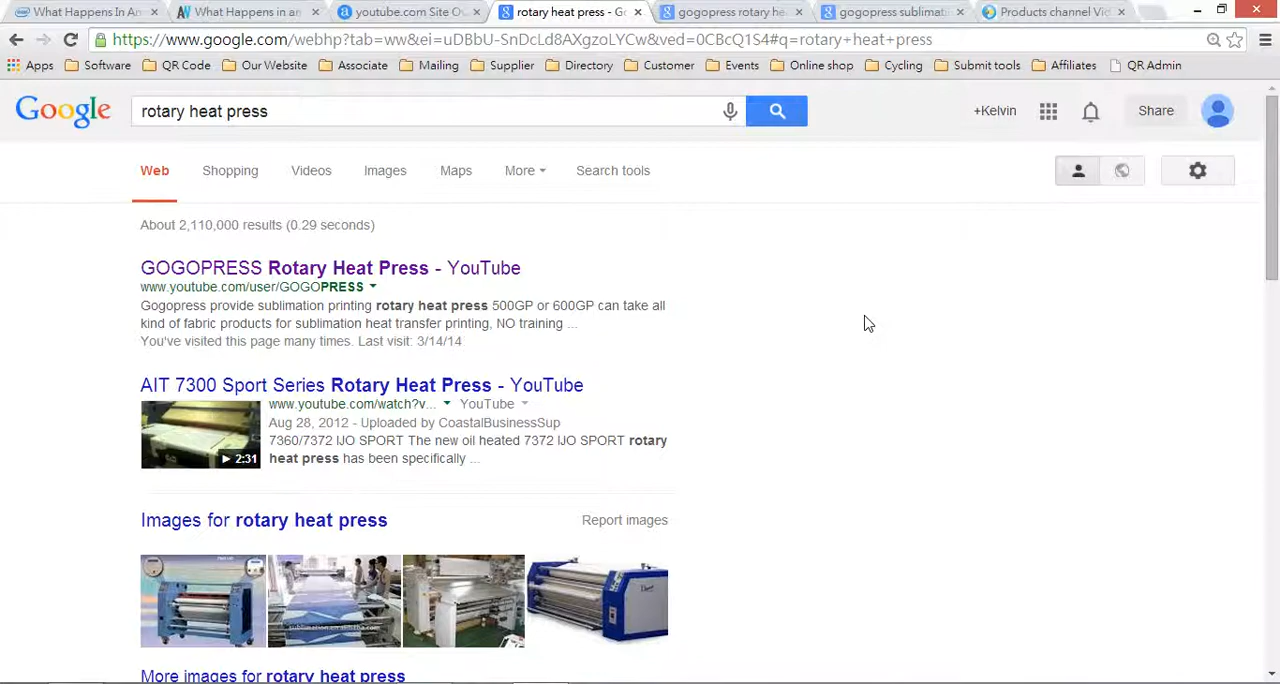 What Happens In An
What Happens in an
youtube.com Site O
rotary heat press - G
gogopress rotary he
gogopress sublimat
Products channel Vi
https://www.google.com/webhp?tab=ww&ei=uDBbU-SnDcLd8AXgzoLYCw&ved=0CBcQ1S4#q=rotary+heat+press
Apps Software QR Code Our Website Associate Mailing Supplier Directory Customer Events Online shop Cycling Submit tools Affiliates QR Admin
Google
rotary heat press
+Kelvin
Share
Web Shopping Videos Images Maps More Search tools
About 2,110,000 results (0.29 seconds)
GOGOPRESS Rotary Heat Press - YouTube
www.youtube.com/user/GOGOPRESS
Gogopress provide sublimation printing rotary heat press 500GP or 600GP can take all
kind of fabric products for sublimation heat transfer printing, NO training ...
You've visited this page many times. Last visit: 3/14/14
AIT 7300 Sport Series Rotary Heat Press - YouTube
www.youtube.com/watch?v... YouTube
Aug 28, 2012 - Uploaded by CoastalBusinessSup
7360/7372 IJO SPORT The new oil heated 7372 IJO SPORT rotary
heat press has been specifically ...
2:31
Images for rotary heat press
Report images
More images for rotary heat press